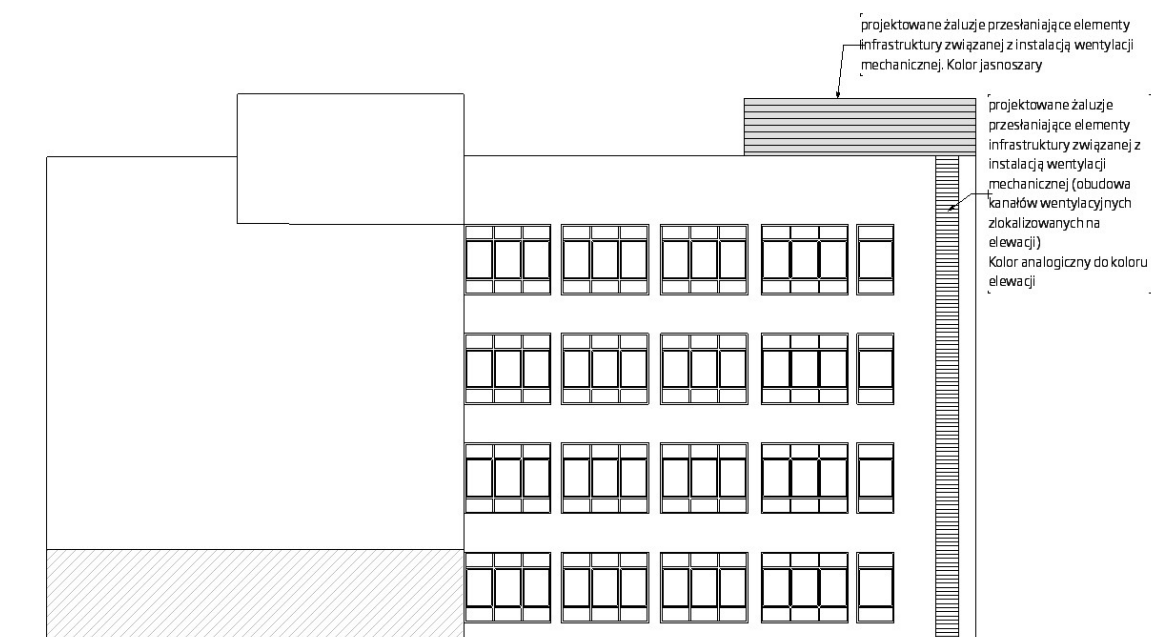 projektowane żaluzje przesłaniające elementy
infrastruktury związanej z instalacją wentylacji
mechanicznej. Kolor jasnoszary
projektowane żaluzje
przesłaniające elementy
infrastruktury związanej z
instalacją wentylacji
mechanicznej (obudowa
kanałów wentylacyjnych
zlokalizowanych na
elewacji)
Kolor analogiczny do koloru
elewacji